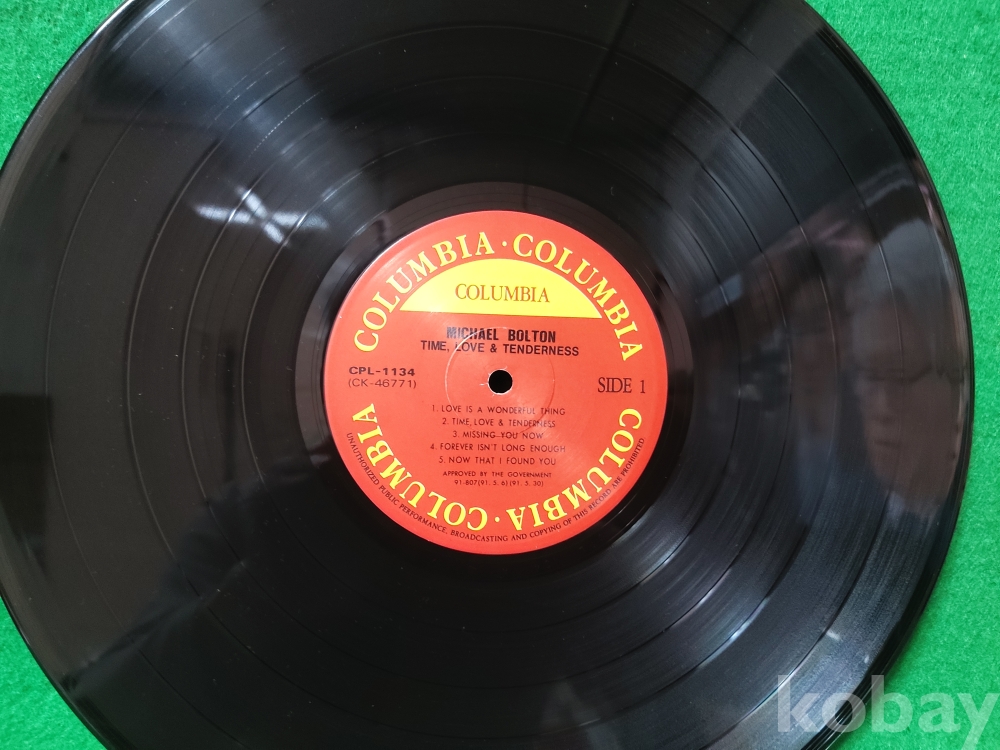 COLUMBIA · COLUMBIA
COLUMBIA
MICHAEL BOLTON
TIME, LOVE & TENDERNESS
CPL-1134
(CK-46771)
SIDE 1
1. LOVE IS A WONDERFUL THING
2. TIME, LOVE & TENDERNESS
3. MISSING YOU NOW
4. FOREVER ISN'T LONG ENOUGH
5. NOW THAT I FOUND YOU
APPROVED BY THE GOVERNMENT
91-807(91. 5. 6) (91. 5. 30)
COLUMBIA · COLUMBIA
UNAUTHORIZED PUBLIC PERFORMANCE, BROADCASTING AND COPYING OF THIS RECORD ARE PROHIBITED
kobay